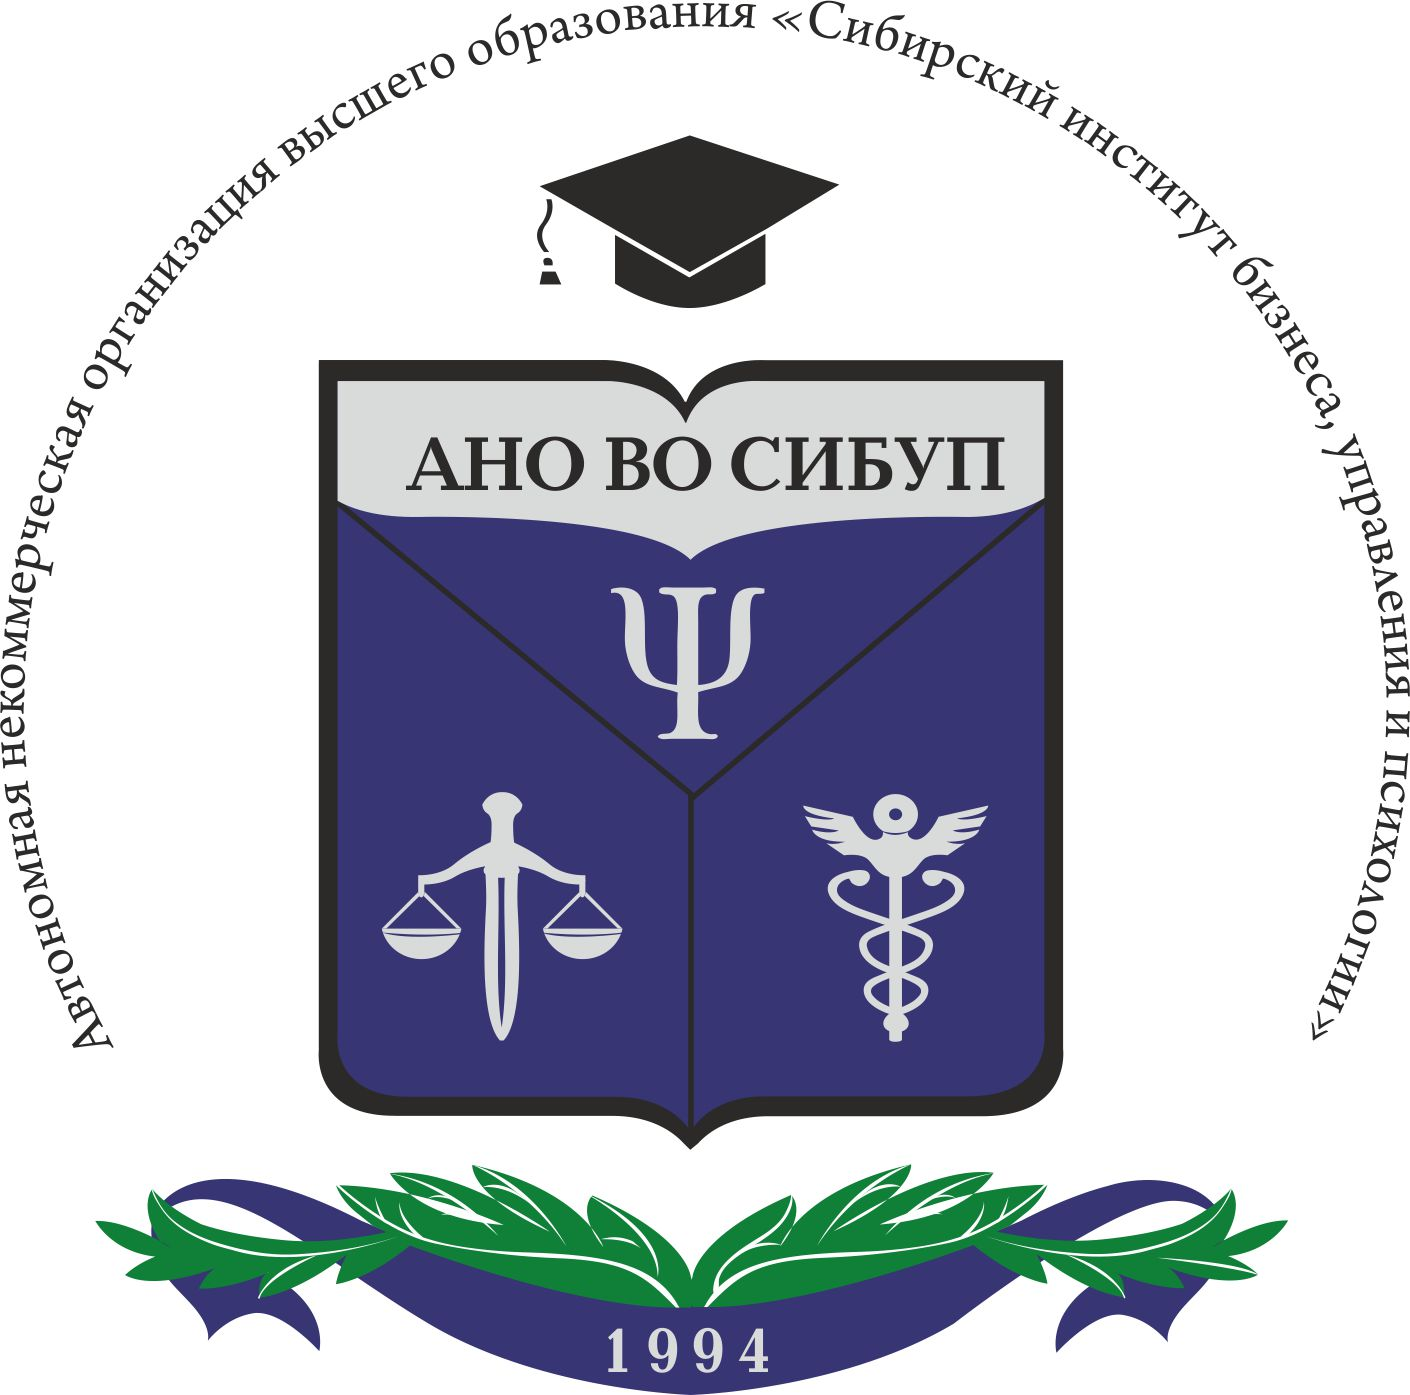 Автономная некоммерческая организация высшего образования «Сибирский институт бизнеса, управления и психологии»
АНО ВО СИБУП
Ψ
1994